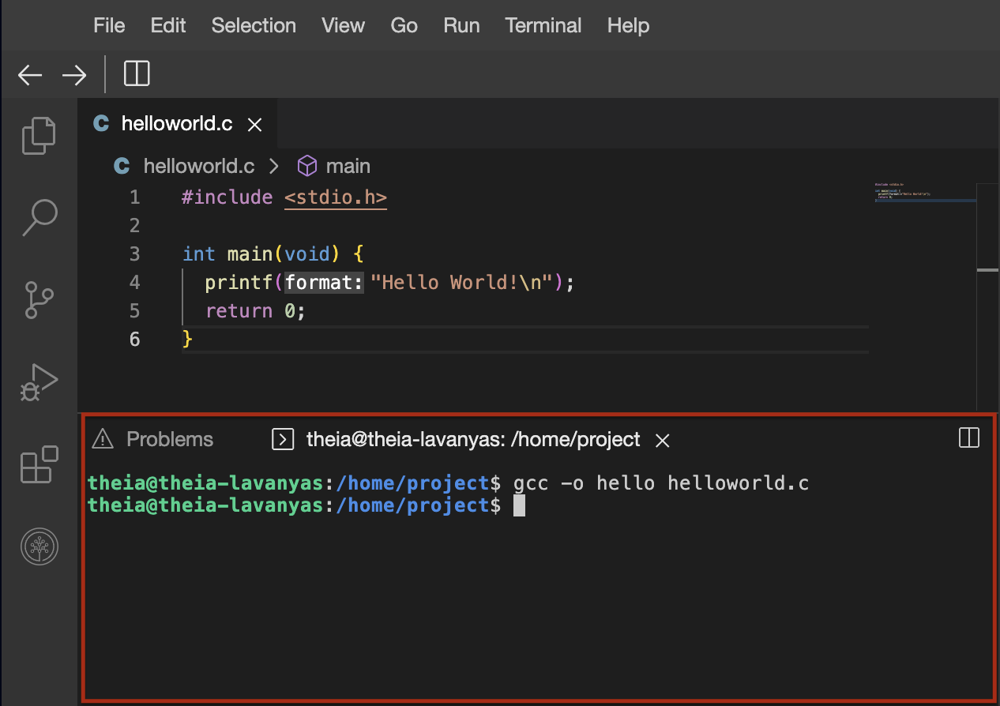 File Edit Selection View Go Run Terminal Help
C helloworld.c
C helloworld.c > main
1 #include <stdio.h>
2
3 int main(void) {
4 printf(format:"Hello World!\n");
5 return 0;
6 }
Problems theia@theia-lavanyas: /home/project
theia@theia-lavanyas:/home/project$ gcc -o hello helloworld.c
theia@theia-lavanyas:/home/project$